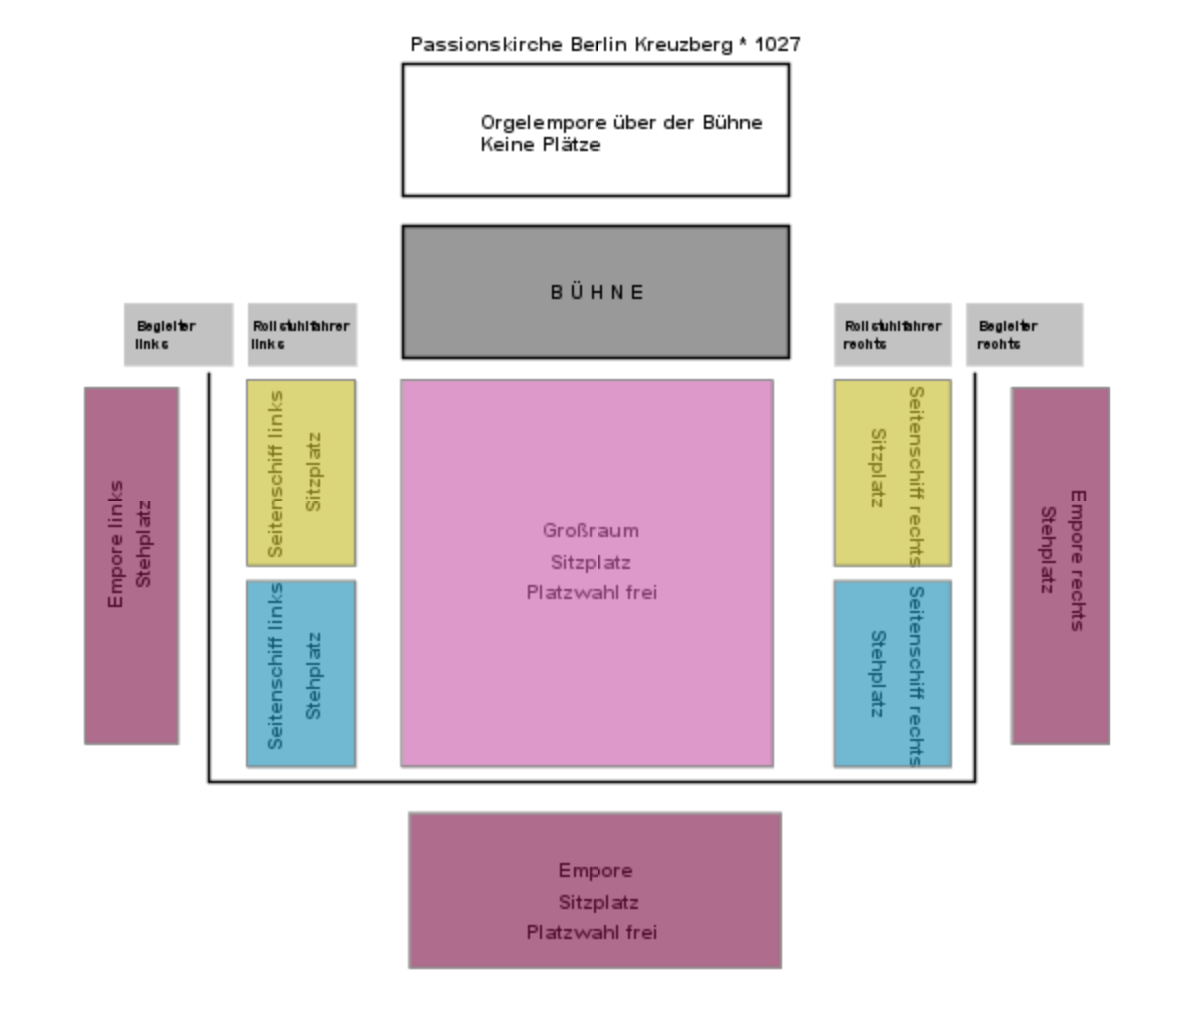 Passionskirche Berlin Kreuzberg * 1027
Orgelempore über der Bühne
Keine Plätze
BÜHNE
Begleiter
links
Rollstuhlfahrer
links
Rollstuhlfahrer
rechts
Begleiter
rechts
Empore links
Stehplatz
Seitenschiff links
Sitzplatz
Seitenschiff links
Stehplatz
Großraum
Sitzplatz
Platzwahl frei
Seitenschiff rechts
Sitzplatz
Seitenschiff rechts
Stehplatz
Empore rechts
Stehplatz
Empore
Sitzplatz
Platzwahl frei